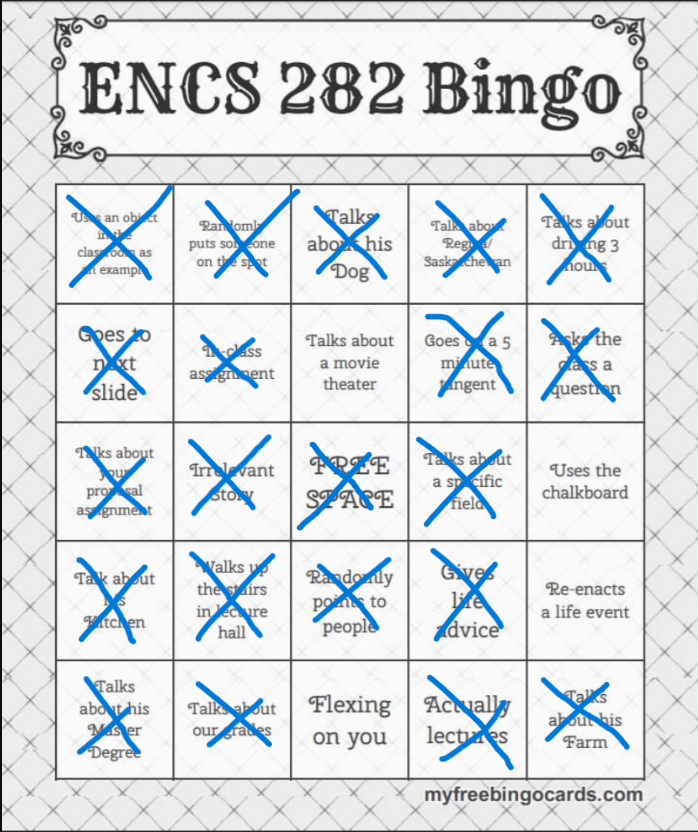 ENCS 282 Bingo
Uses an object
in the
classroom as
an example
Randomly
puts someone
on the spot
Talks
about his
Dog
Talks about
Regina/
Saskatchewan
Talks about
driving 3
hours
Goes to
next
slide
In-class
assignment
Talks about
a movie
theater
Goes on a 5
minute
tangent
Asks the
class a
question
Talks about
your
proposal
assignment
Irrelevant
Story
FREE
SPACE
Talks about
a specific
field
Uses the
chalkboard
Talk about
his
Kitchen
Walks up
the stairs
in lecture
hall
Randomly
points to
people
Gives
life
advice
Re-enacts
a life event
Talks
about his
Master
Degree
Talks about
our grades
Flexing
on you
Actually
lectures
Talks
about his
Farm
myfreebingocards.com